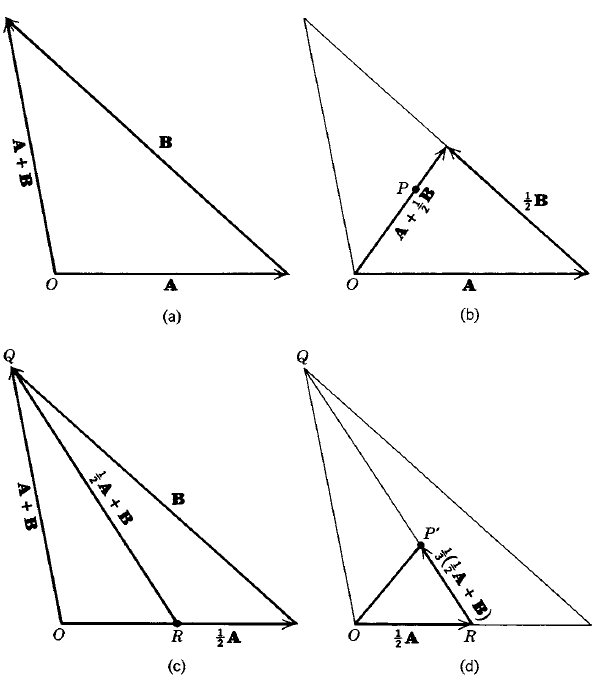 A + B
B
O
A
(a)
P
A + ½B
½B
O
A
(b)
Q
A + B
½A + B
B
O
R
½A
(c)
Q
P′
⅓(½A + B)
O
½A
R
(d)